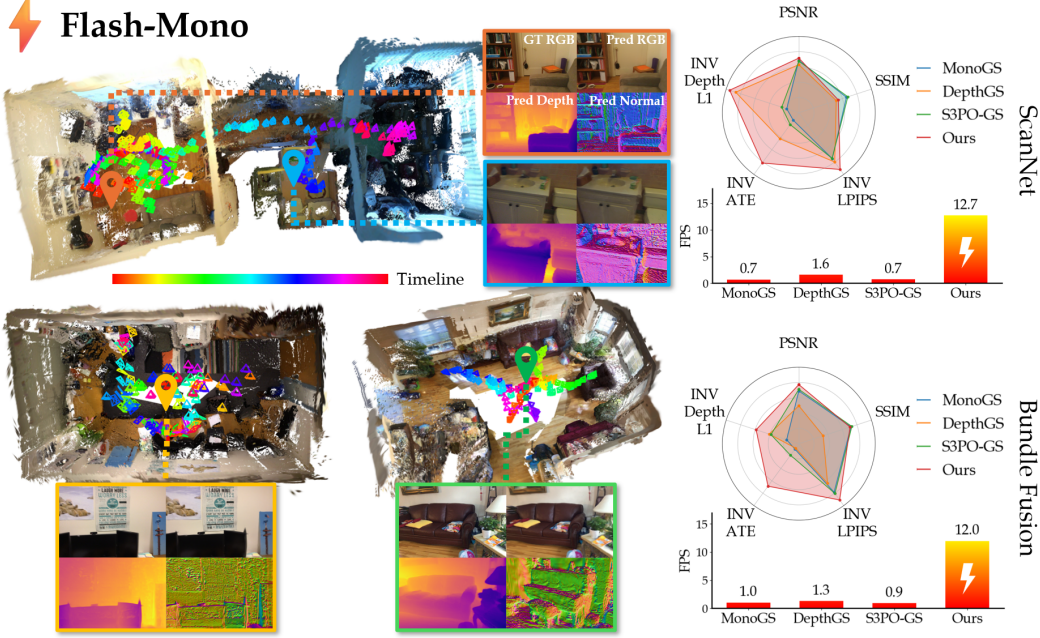 Flash-Mono
GT RGB
Pred RGB
Pred Depth
Pred Normal
Timeline
PSNR
SSIM
INV
LPIPS
INV
ATE
INV
Depth
L1
MonoGS
DepthGS
S3PO-GS
Ours
ScanNet
FPS
15
10
5
0
0.7
1.6
0.7
12.7
MonoGS
DepthGS
S3PO-GS
Ours
PSNR
SSIM
INV
LPIPS
INV
ATE
INV
Depth
L1
MonoGS
DepthGS
S3PO-GS
Ours
Bundle Fusion
FPS
15
10
5
0
1.0
1.3
0.9
12.0
MonoGS
DepthGS
S3PO-GS
Ours